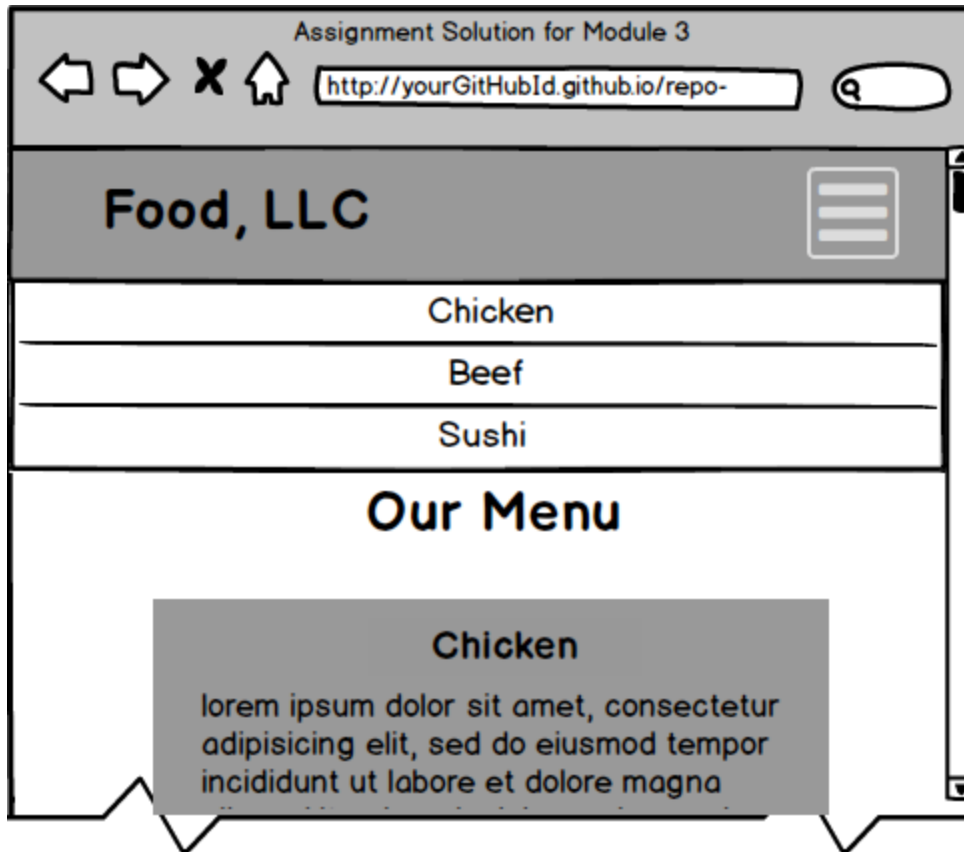 Assignment Solution for Module 3
http://yourGitHubId.github.io/repo-
Food, LLC
Chicken
Beef
Sushi
Our Menu
Chicken
lorem ipsum dolor sit amet, consectetur
adipisicing elit, sed do eiusmod tempor
incididunt ut labore et dolore magna